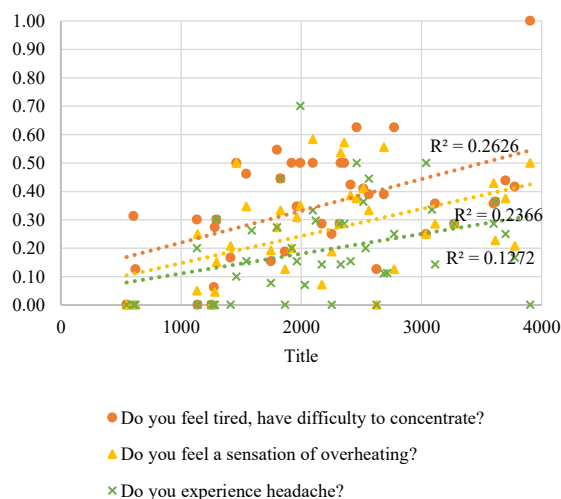 1.00
0.90
0.80
0.70
0.60
0.50
0.40
0.30
0.20
0.10
0.00
R² = 0.2626
R² = 0.2366
R² = 0.1272
0 1000 2000 3000 4000
Title
Do you feel tired, have difficulty to concentrate?
Do you feel a sensation of overheating?
Do you experience headache?